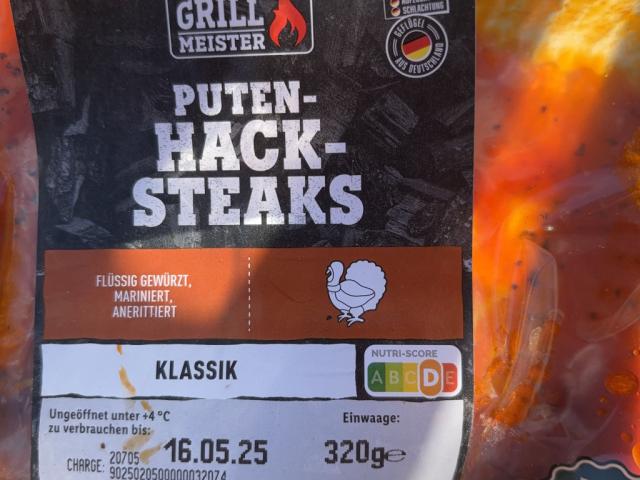 GRILL
MEISTER
SCHLACHTUNG
GEFLÜGEL
AUS DEUTSCHLAND
PUTEN-
HACK-
STEAKS
FLÜSSIG GEWÜRZT,
MARINIERT,
ANERITTIERT
KLASSIK
NUTRI-SCORE
A B C D E
Ungeöffnet unter +4 °C
zu verbrauchen bis:
16.05.25
Einwaage:
320g e
CHARGE: 20705
9025020500000032074